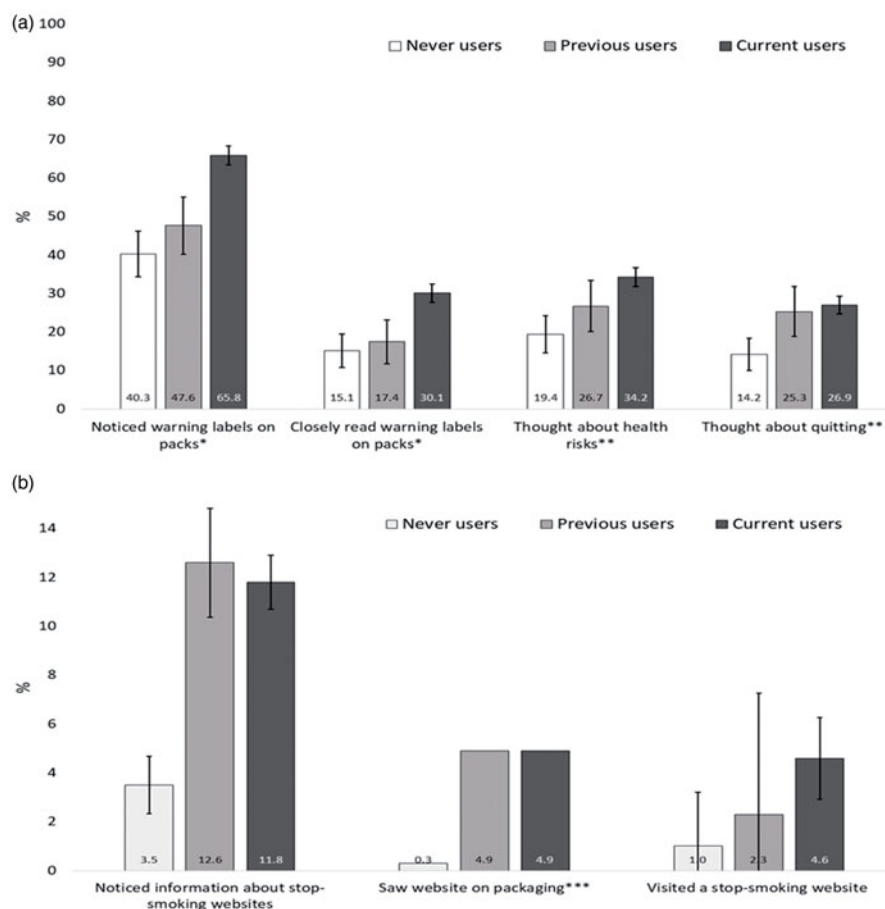 (a)
100
Never users Previous users Current users
90
80
70
60
50
40
30
20
10
0
%
40.3 47.6 65.8 15.1 17.4 30.1 19.4 26.7 34.2 14.2 25.3 26.9
Noticed warning labels on Closely read warning labels Thought about health Thought about quitting**
packs* on packs* risks**
(b)
14
Never users Previous users Current users
12
10
8
6
4
2
0
%
3.5 12.6 11.8 0.3 4.9 4.9 1.0 2.3 4.6
Noticed information about stop- Saw website on packaging*** Visited a stop-smoking website
smoking websites